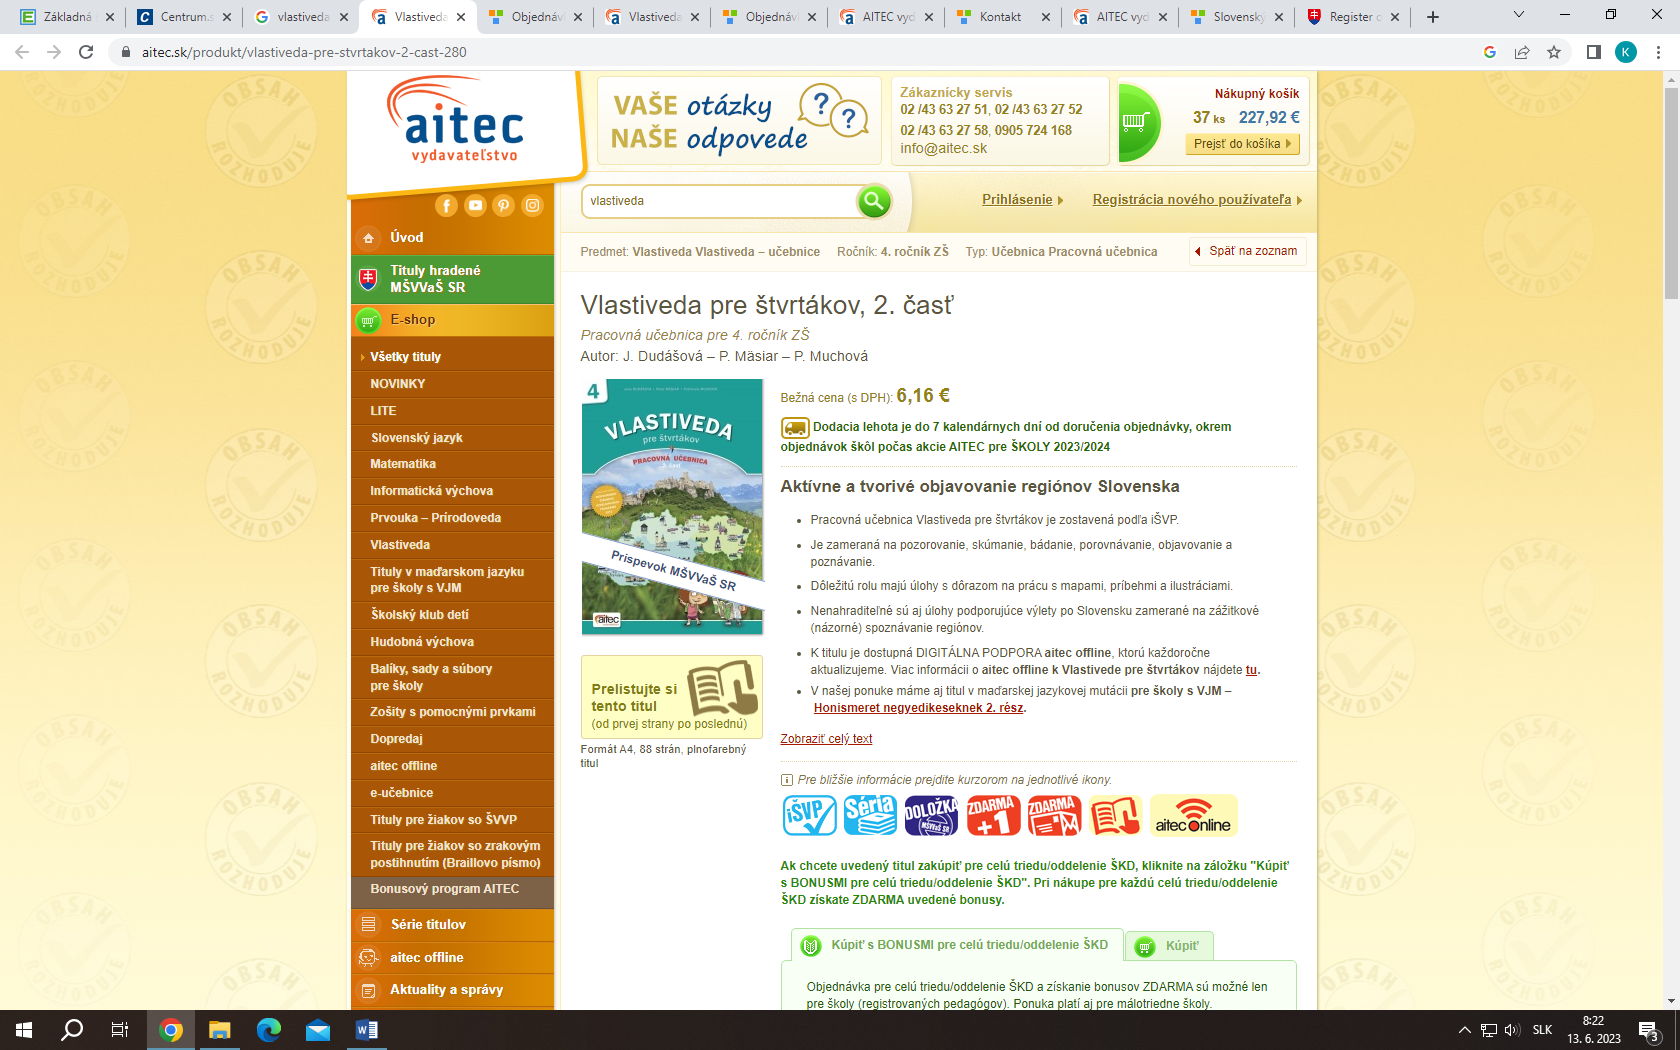 Základná
Centrum.s
vlastiveda
Vlastiveda
Objednáv
Vlastiveda
Objednáv
AITEC vyd
Kontakt
AITEC vyd
Slovenský
Register o
aitec.sk/produkt/vlastiveda-pre-stvrtakov-2-cast-280
K
aitec
vydavateľstvo
VAŠE otázky
NAŠE odpovede
Zákaznícky servis
02 /43 63 27 51, 02 /43 63 27 52
02 /43 63 27 58, 0905 724 168
info@aitec.sk
Nákupný košík
37 ks 227,92 €
Prejsť do košíka
vlastiveda
Prihlásenie
Registrácia nového používateľa
Predmet: Vlastiveda Vlastiveda – učebnice Ročník: 4. ročník ZŠ Typ: Učebnica Pracovná učebnica
Späť na zoznam
Úvod
Tituly hradené
MŠVVaŠ SR
E-shop
Všetky tituly
NOVINKY
LITE
Slovenský jazyk
Matematika
Informatická výchova
Prvouka – Prírodoveda
Vlastiveda
Tituly v maďarskom jazyku
pre školy s VJM
Školský klub detí
Hudobná výchova
Balíky, sady a súbory
pre školy
Zošity s pomocnými prvkami
Dopredaj
aitec offline
e-učebnice
Tituly pre žiakov so ŠVVP
Tituly pre žiakov so zrakovým
postihnutím (Braillovo písmo)
Bonusový program AITEC
Série titulov
aitec offline
Aktuality a správy
Vlastiveda pre štvrtákov, 2. časť
Pracovná učebnica pre 4. ročník ZŠ
Autor: J. Dudášová – P. Mäsiar – P. Muchová
4
VLASTIVEDA
pre štvrtákov
PRACOVNÁ UČEBNICA
2. časť
Príspevok MŠVVaŠ SR
aitec
Prelistujte si
tento titul
(od prvej strany po poslednú)
Formát A4, 88 strán, plnofarebný
titul
Bežná cena (s DPH): 6,16 €
Dodacia lehota je do 7 kalendárnych dní od doručenia objednávky, okrem
objednávok škôl počas akcie AITEC pre ŠKOLY 2023/2024
Aktívne a tvorivé objavovanie regiónov Slovenska
Pracovná učebnica Vlastiveda pre štvrtákov je zostavená podľa iŠVP.
Je zameraná na pozorovanie, skúmanie, bádanie, porovnávanie, objavovanie a
poznávanie.
Dôležitú rolu majú úlohy s dôrazom na prácu s mapami, príbehmi a ilustráciami.
Nenahraditeľné sú aj úlohy podporujúce výlety po Slovensku zamerané na zážitkové
(názorné) spoznávanie regiónov.
K titulu je dostupná DIGITÁLNA PODPORA aitec offline, ktorú každoročne
aktualizujeme. Viac informácii o aitec offline k Vlastivede pre štvrtákov nájdete tu.
V našej ponuke máme aj titul v maďarskej jazykovej mutácii pre školy s VJM –
Honismeret negyedikeseknek 2. rész.
Zobraziť celý text
Pre bližšie informácie prejdite kurzorom na jednotlivé ikony.
iŠVP
Séria
DOLOŽKA
MŠVVaŠ SR
ZDARMA
+1
ZDARMA
aitec Online
Ak chcete uvedený titul zakúpiť pre celú triedu/oddelenie ŠKD, kliknite na záložku "Kúpiť
s BONUSMI pre celú triedu/oddelenie ŠKD". Pri nákupe pre každú celú triedu/oddelenie
ŠKD získate ZDARMA uvedené bonusy.
Kúpiť s BONUSMI pre celú triedu/oddelenie ŠKD
Kúpiť
Objednávka pre celú triedu/oddelenie ŠKD a získanie bonusov ZDARMA sú možné len
pre školy (registrovaných pedagógov). Ponuka platí aj pre málotriedne školy.
OBSAH
ROZHODUJE
SLK
8:22
13. 6. 2023
3